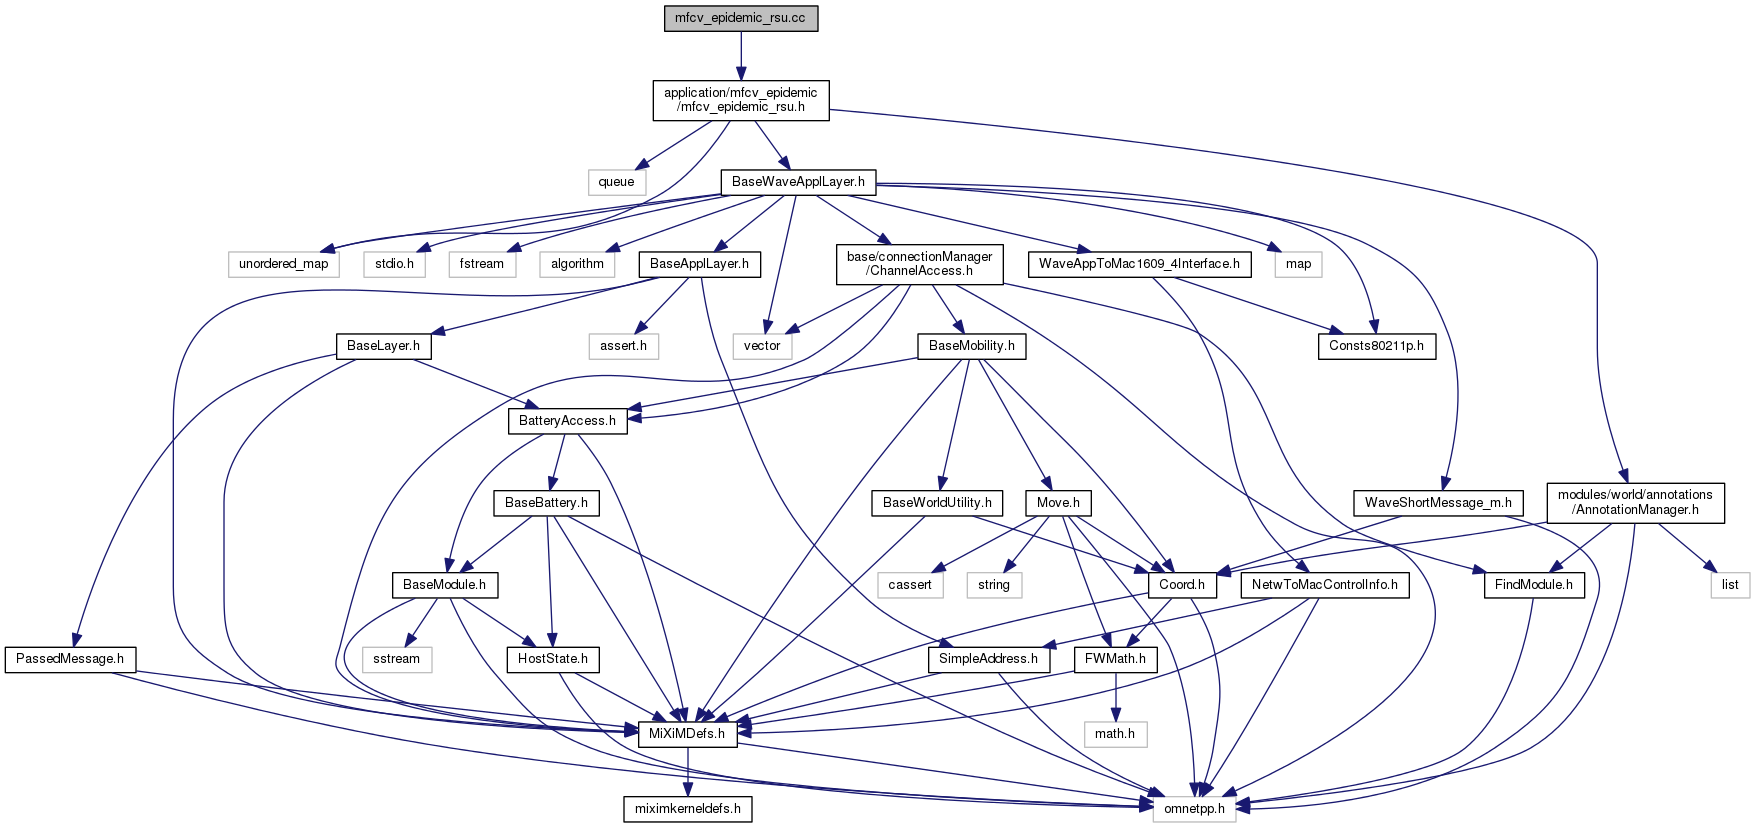 mfcv_epidemic_rsu.cc
application/mfcv_epidemic
/mfcv_epidemic_rsu.h
queue
BaseWaveApplLayer.h
unordered_map
stdio.h
fstream
algorithm
BaseApplLayer.h
base/connectionManager
/ChannelAccess.h
WaveAppToMac1609_4Interface.h
map
BaseLayer.h
assert.h
vector
BaseMobility.h
Consts80211p.h
BatteryAccess.h
BaseBattery.h
BaseWorldUtility.h
Move.h
WaveShortMessage_m.h
modules/world/annotations
/AnnotationManager.h
BaseModule.h
cassert
string
Coord.h
NetwToMacControlInfo.h
FindModule.h
list
PassedMessage.h
sstream
HostState.h
SimpleAddress.h
FWMath.h
MiXiMDefs.h
math.h
miximkerneldefs.h
omnetpp.h